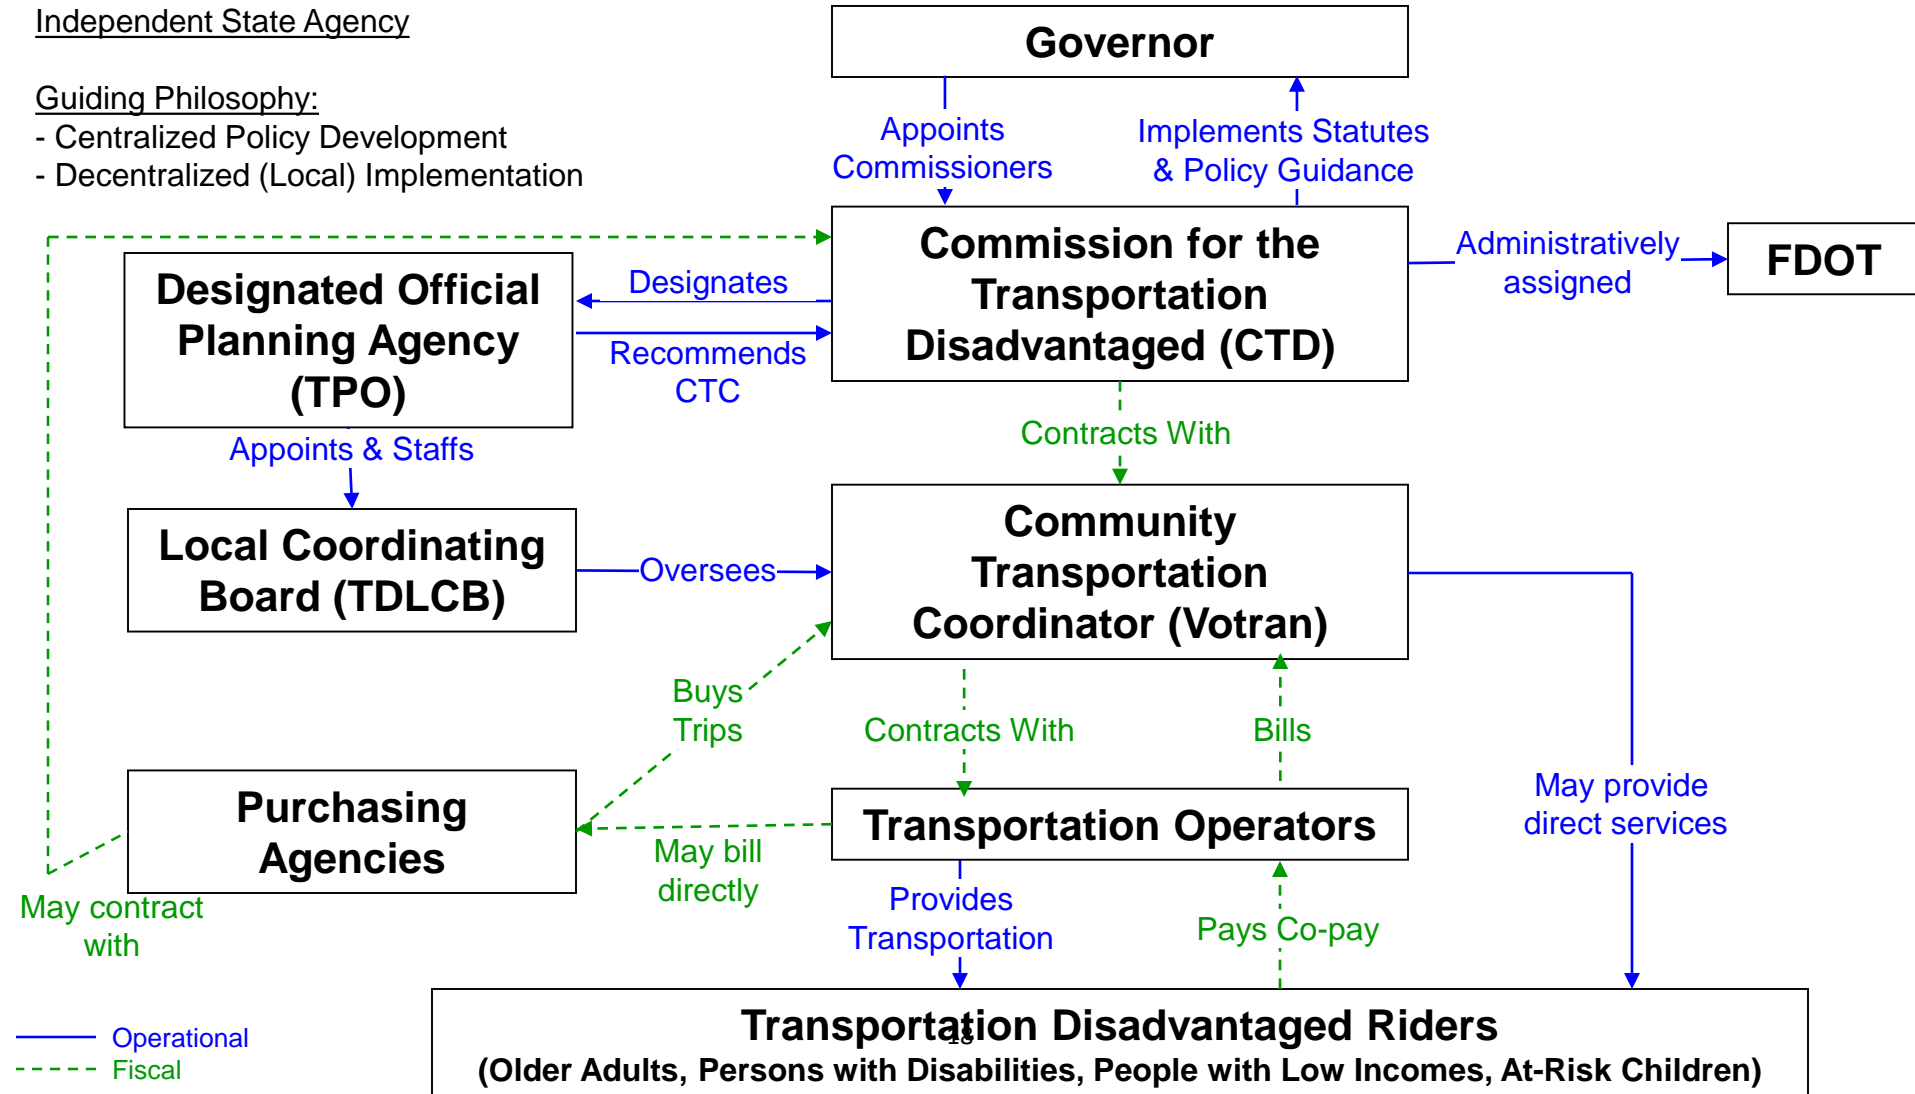 Independent State Agency
Guiding Philosophy:
- Centralized Policy Development
- Decentralized (Local) Implementation
Governor
Appoints
Commissioners
Implements Statutes
& Policy Guidance
Commission for the
Transportation
Disadvantaged (CTD)
Administratively
assigned
FDOT
Designated Official
Planning Agency
(TPO)
Designates
Recommends
CTC
Appoints & Staffs
Contracts With
Local Coordinating
Board (TDLCB)
Oversees
Community
Transportation
Coordinator (Votran)
Buys
Trips
Contracts With
Bills
May provide
direct services
Purchasing
Agencies
May bill
directly
Transportation Operators
May contract
with
Provides
Transportation
Pays Co-pay
Transportation Disadvantaged Riders
18
(Older Adults, Persons with Disabilities, People with Low Incomes, At-Risk Children)
Operational
Fiscal